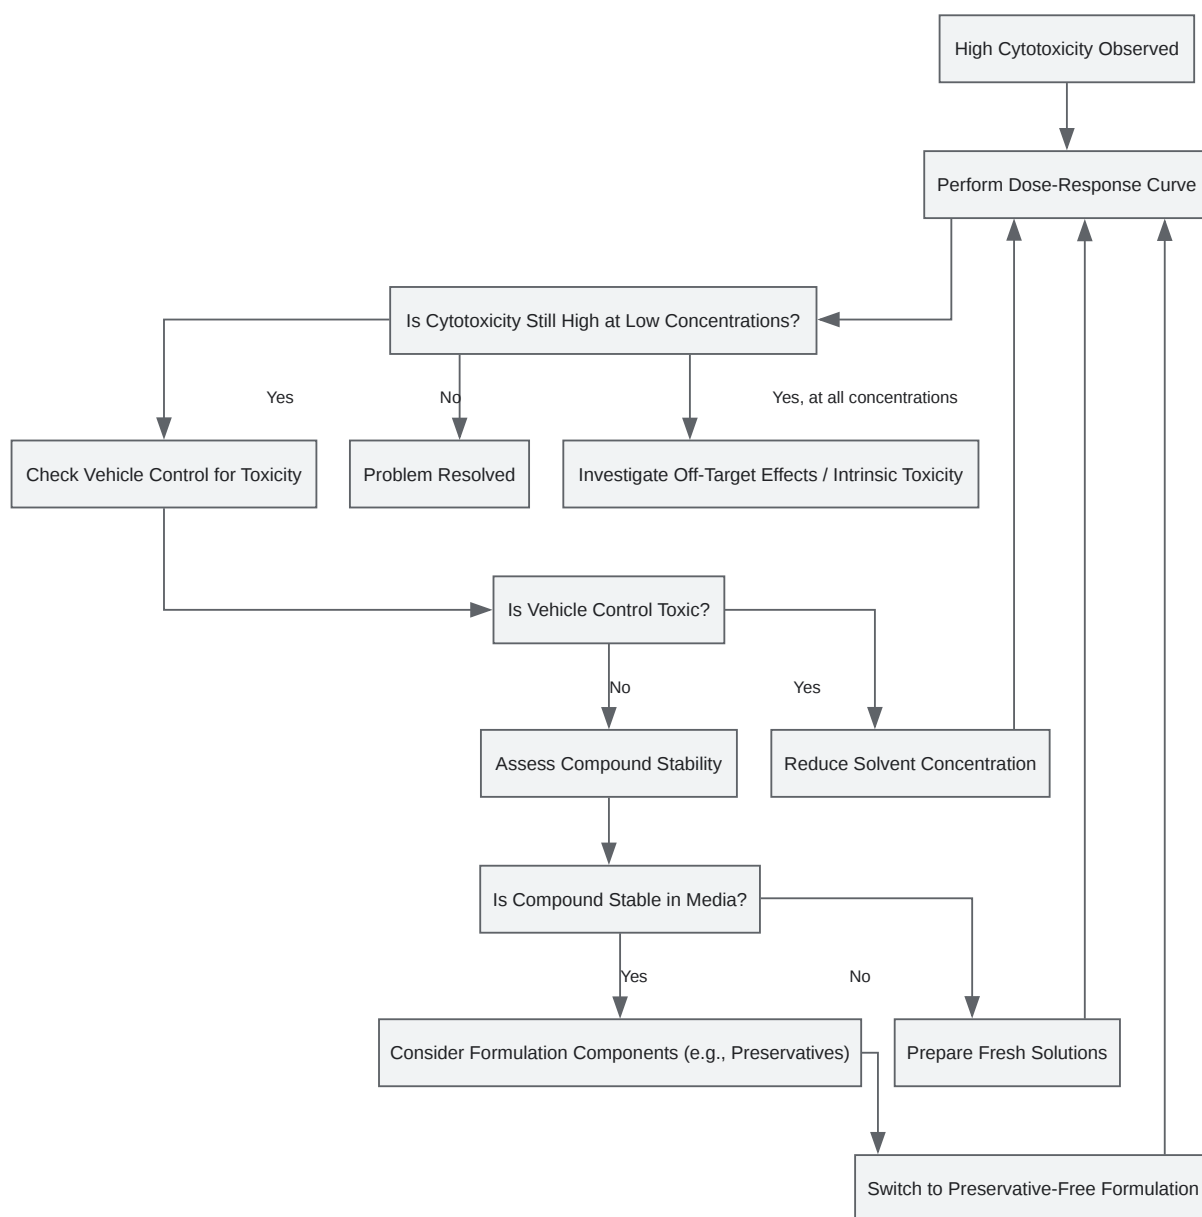 High Cytotoxicity Observed
Perform Dose-Response Curve
Is Cytotoxicity Still High at Low Concentrations?
Yes
No
Yes, at all concentrations
Check Vehicle Control for Toxicity
Problem Resolved
Investigate Off-Target Effects / Intrinsic Toxicity
Is Vehicle Control Toxic?
No
Yes
Assess Compound Stability
Reduce Solvent Concentration
Is Compound Stable in Media?
Yes
No
Consider Formulation Components (e.g., Preservatives)
Prepare Fresh Solutions
Switch to Preservative-Free Formulation